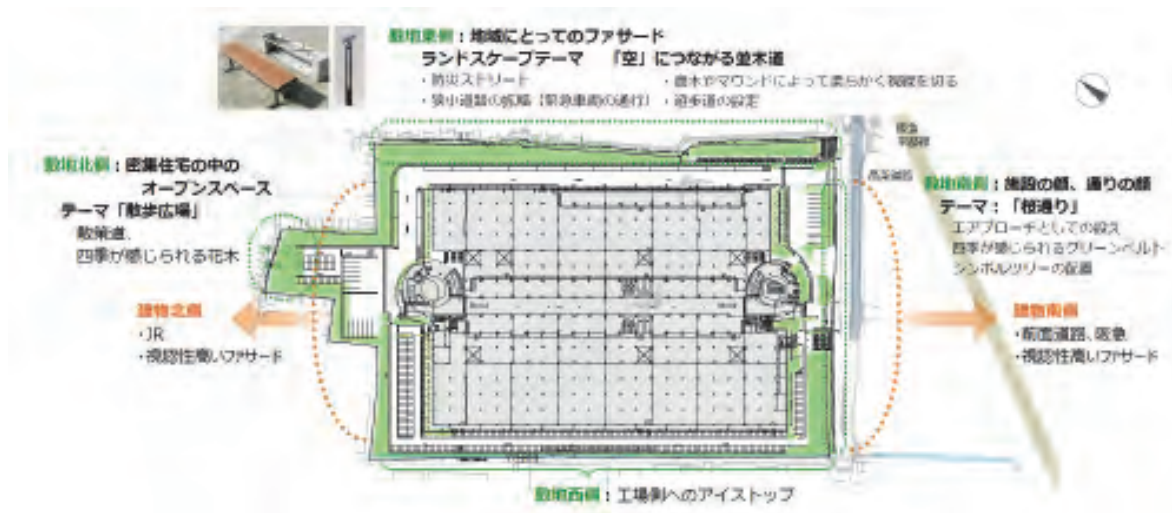 敷地東側：地域にとってのファサード
ランドスケープテーマ 「空」につながる並木道
・防災ストリート
・植木やマウンドによって柔らかく視線を切る
・狭小道路の拡幅（緊急車両の通行）
・遊歩道の設定
敷地北側：密集住宅の中の
オープンスペース
テーマ「散歩広場」
散策道、
四季が感じられる花木
建物北側
・JR
・視認性高いファサード
阪急
高架道路
敷地南側：施設の顔、通りの顔
テーマ：「桜通り」
エアプローチとしての設え
四季が感じられるグリーンベルト
シンボルツリーの配置
建物南側
・前面道路、阪急
・視認性高いファサード
敷地西側：工場側へのアイストップ